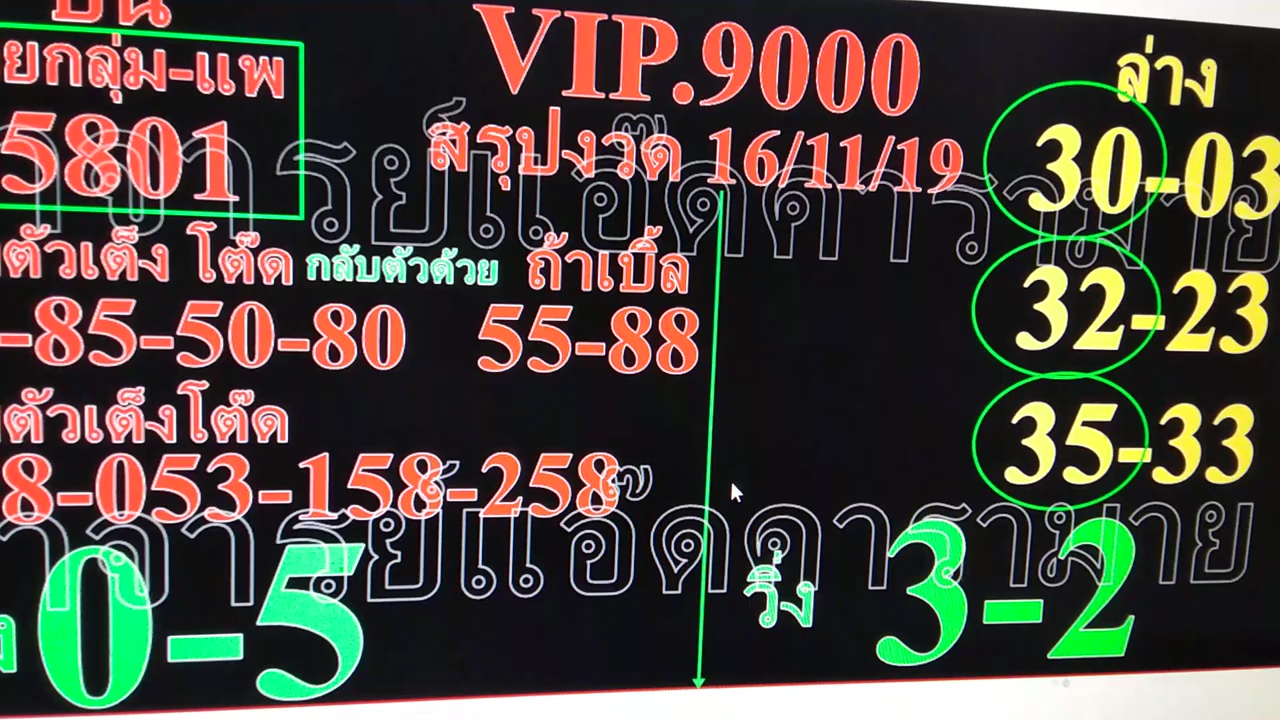 บน
VIP.9000
ล่าง
ยกลุ่ม-แพ
5801
สรุปงวด 16/11/19
30-03
ตัวเต็ง โต๊ด กลับตัวด้วย ถ้าเบิ้ล
-85-50-80 55-88
32-23
ตัวเต็งโต๊ด
35-33
8-053-158-258
0-5
วิ่ง 3-2